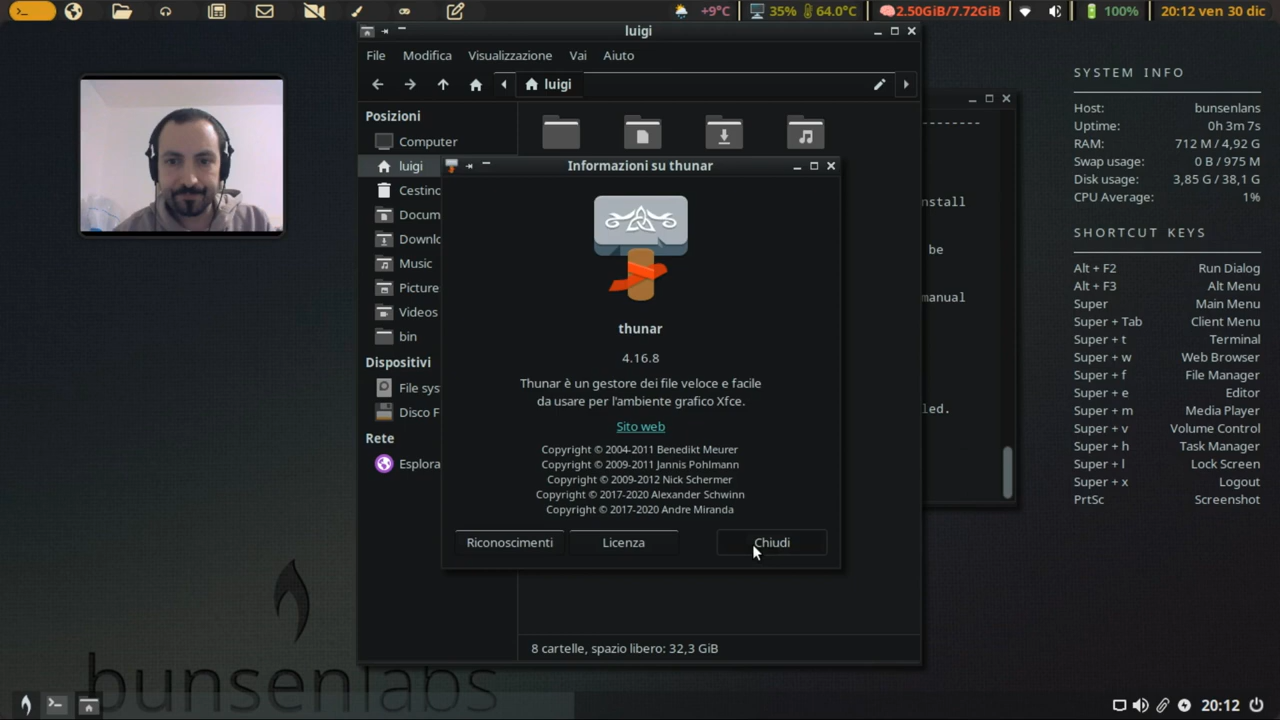 +9°C
35%
64.0°C
2.50GiB/7.72GiB
100%
20:12 ven 30 dic
luigi
File Modifica Visualizzazione Vai Aiuto
luigi
Posizioni
Computer
luigi
Cestinc
Docum
Downlc
Music
Picture
Videos
bin
Dispositivi
File sys
Disco F
Rete
Esplora
8 cartelle, spazio libero: 32,3 GiB
Informazioni su thunar
thunar
4.16.8
Thunar è un gestore dei file veloce e facile
da usare per l'ambiente grafico Xfce.
Sito web
Copyright © 2004-2011 Benedikt Meurer
Copyright © 2009-2011 Jannis Pohlmann
Copyright © 2009-2012 Nick Schermer
Copyright © 2017-2020 Alexander Schwinn
Copyright © 2017-2020 Andre Miranda
Riconoscimenti Licenza Chiudi
nstall
be
manual
led.
SYSTEM INFO
Host: bunsenlans
Uptime: 0h 3m 7s
RAM: 712 M / 4,92 G
Swap usage: 0 B / 975 M
Disk usage: 3,85 G / 38,1 G
CPU Average: 1%
SHORTCUT KEYS
Alt + F2 Run Dialog
Alt + F3 Alt Menu
Super Main Menu
Super + Tab Client Menu
Super + t Terminal
Super + w Web Browser
Super + f File Manager
Super + e Editor
Super + m Media Player
Super + v Volume Control
Super + h Task Manager
Super + l Lock Screen
Super + x Logout
PrtSc Screenshot
bunsenlabs
20:12